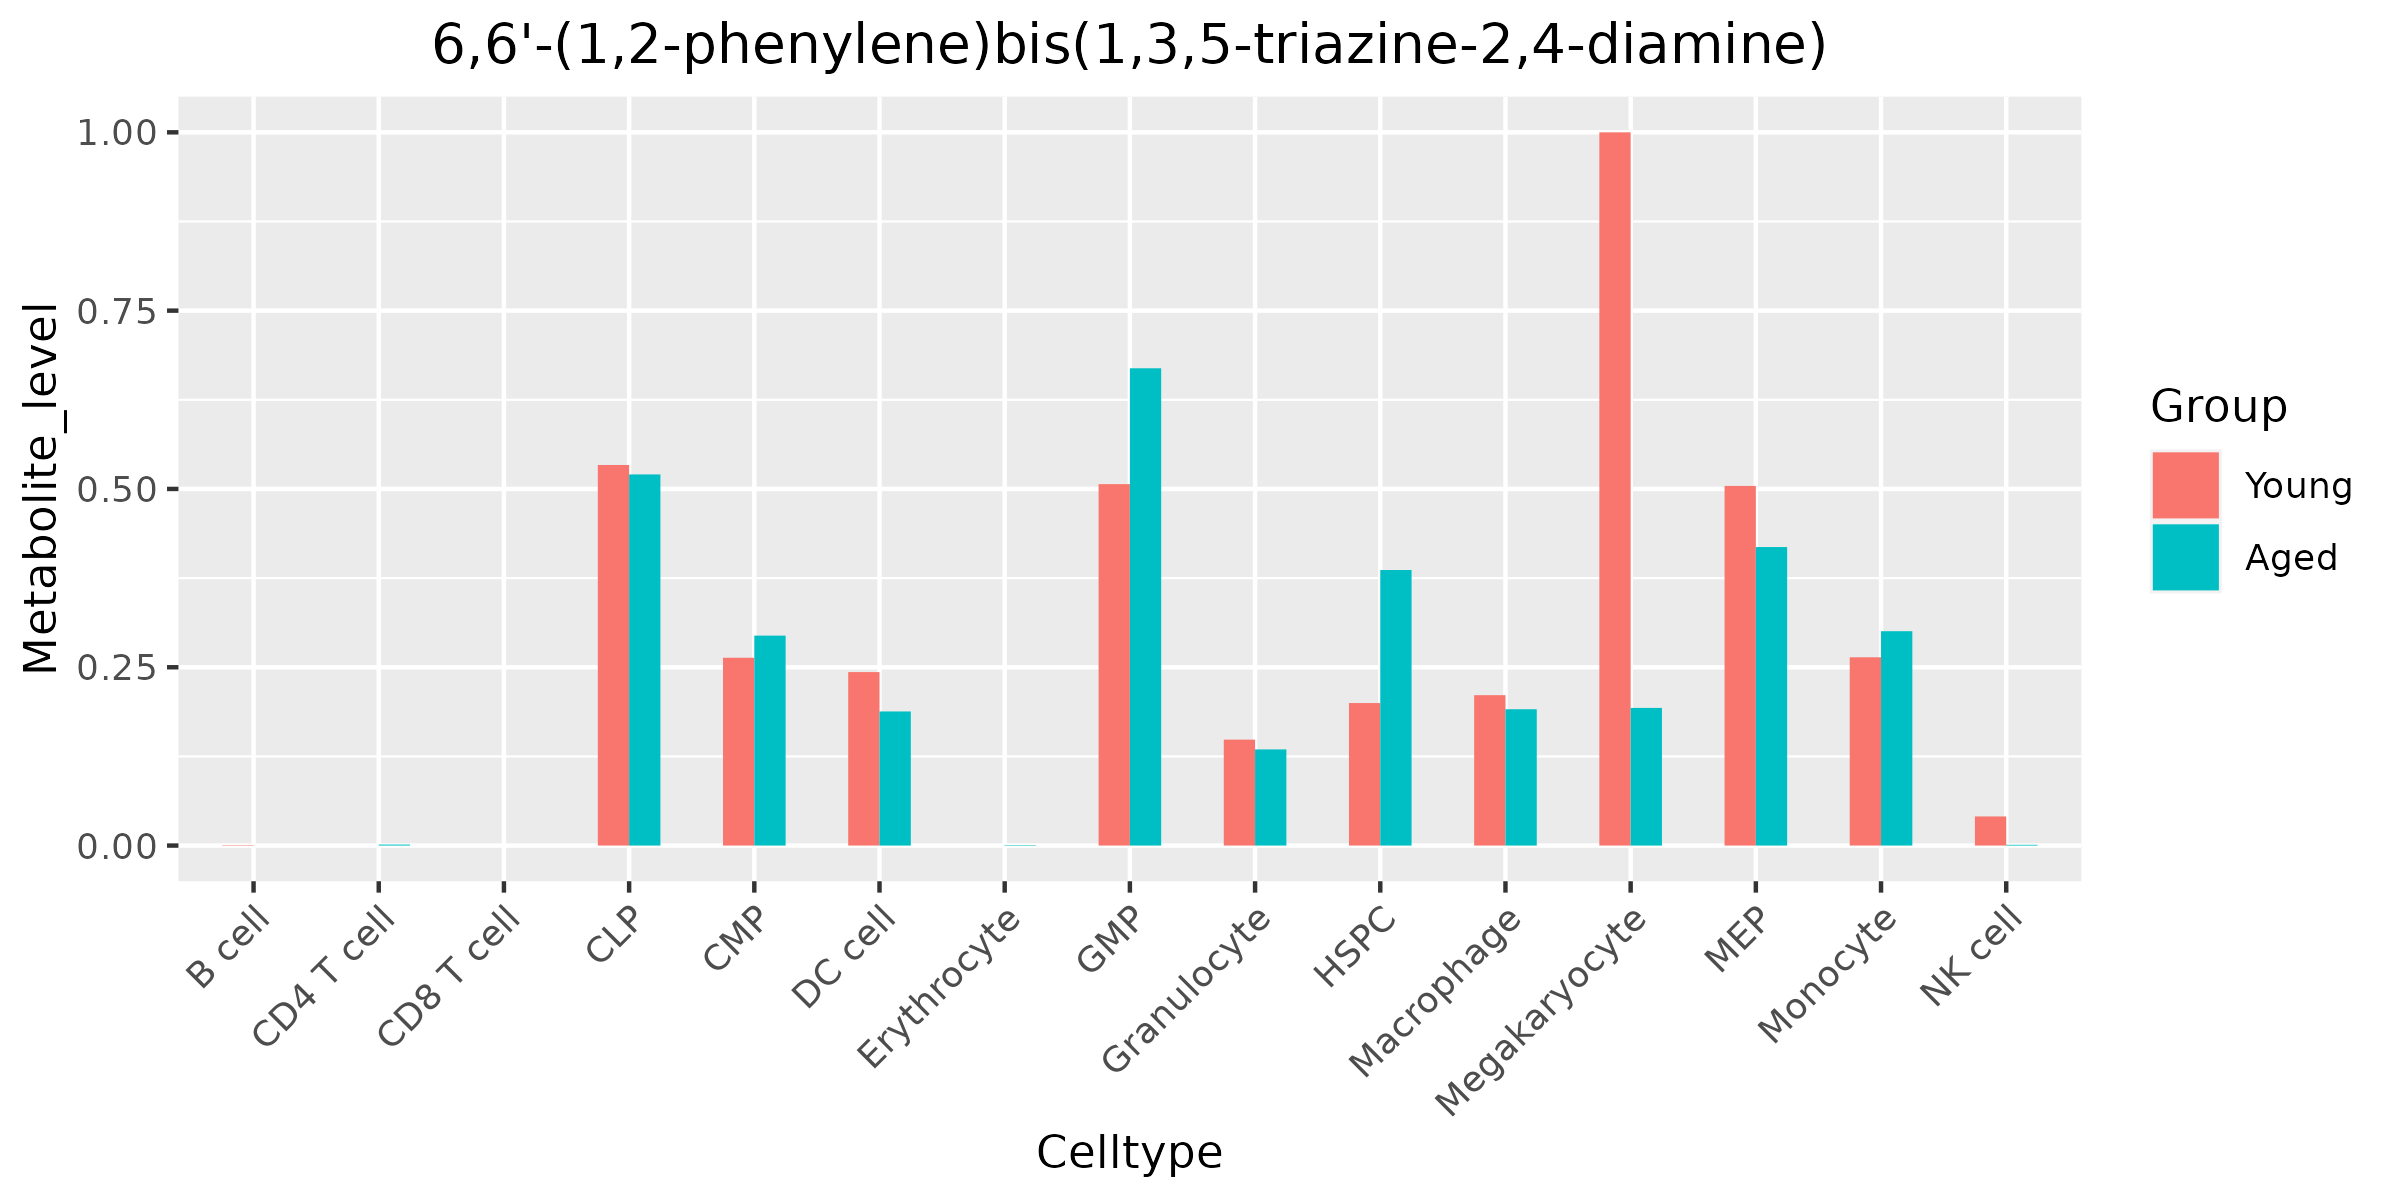 6,6'-(1,2-phenylene)bis(1,3,5-triazine-2,4-diamine)
Metabolite_level
1.00
0.75
0.50
0.25
0.00
B cell
CD4 T cell
CD8 T cell
CLP
CMP
DC cell
Erythrocyte
GMP
Granulocyte
HSPC
Macrophage
Megakaryocyte
MEP
Monocyte
NK cell
Celltype
Group
Young
Aged